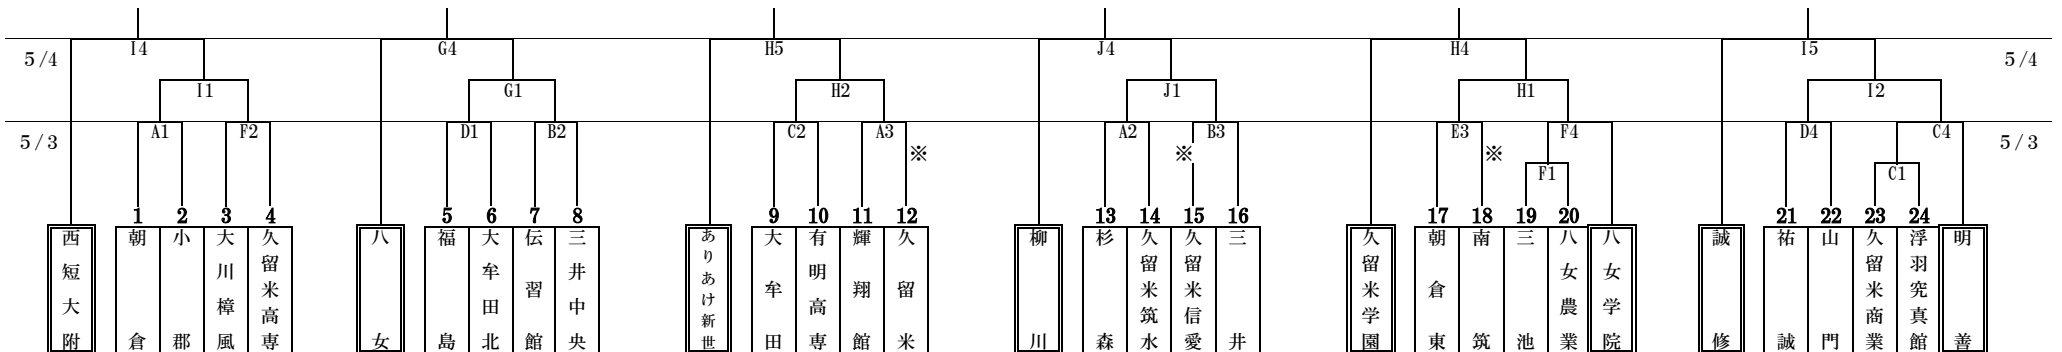 I4 G4 H5 J4 H4 I5
5/4 5/4
I1 G1 H2 J1 H1 I2
A1 F2 D1 B2 C2 A3 A2 B3 E3 F4 D4 C4
5/3 5/3
※ ※ ※
F1 C1
1 2 3 4 5 6 7 8 9 10 11 12 13 14 15 16 17 18 19 20 21 22 23 24
西短大附
朝倉
小郡
大川樟風
久留米高専
八女
福島
大牟田北
伝習館
三井中央
ありあけ新世
大牟田
有明高専
輝翔館
久留米
柳川
杉森
久留米筑水
久留米信愛
三井
久留米学園
朝倉東
南筑
三池
八女農業
八女学院
誠修
祐誠
山門
久留米商業
浮羽究真館
明善